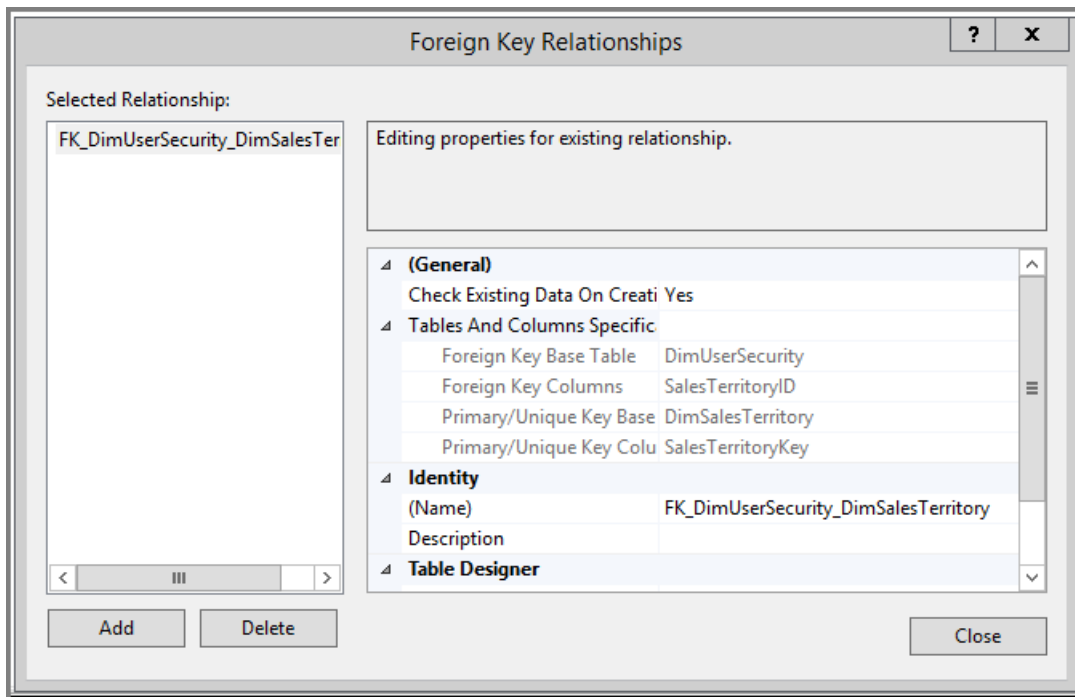 Foreign Key Relationships
? x
Selected Relationship:
FK_DimUserSecurity_DimSalesTer
Editing properties for existing relationship.
(General)
Check Existing Data On Creati Yes
Tables And Columns Specific
Foreign Key Base Table DimUserSecurity
Foreign Key Columns SalesTerritoryID
Primary/Unique Key Base DimSalesTerritory
Primary/Unique Key Colu SalesTerritoryKey
Identity
(Name) FK_DimUserSecurity_DimSalesTerritory
Description
Table Designer
Add Delete
Close